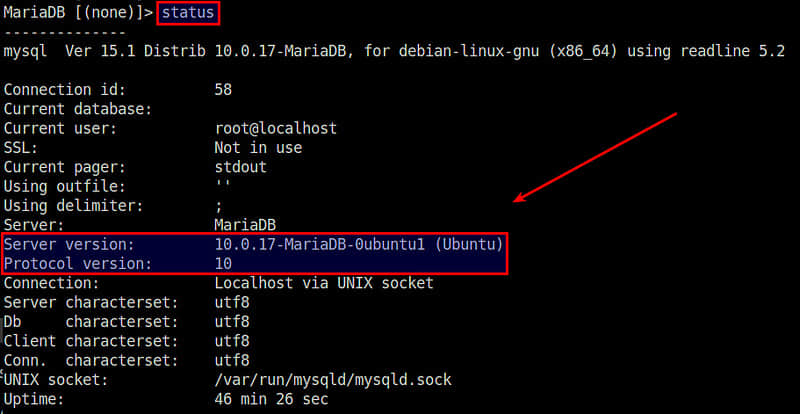 MariaDB [(none)]> status
--------------
mysql  Ver 15.1 Distrib 10.0.17-MariaDB, for debian-linux-gnu (x86_64) using readline 5.2
Connection id:          58
Current database:
Current user:           root@localhost
SSL:                    Not in use
Current pager:          stdout
Using outfile:          ''
Using delimiter:        ;
Server:                 MariaDB
Server version:         10.0.17-MariaDB-0ubuntu1 (Ubuntu)
Protocol version:       10
Connection:             Localhost via UNIX socket
Server characterset:    utf8
Db     characterset:    utf8
Client characterset:    utf8
Conn.  characterset:    utf8
UNIX socket:            /var/run/mysqld/mysqld.sock
Uptime:                 46 min 26 sec